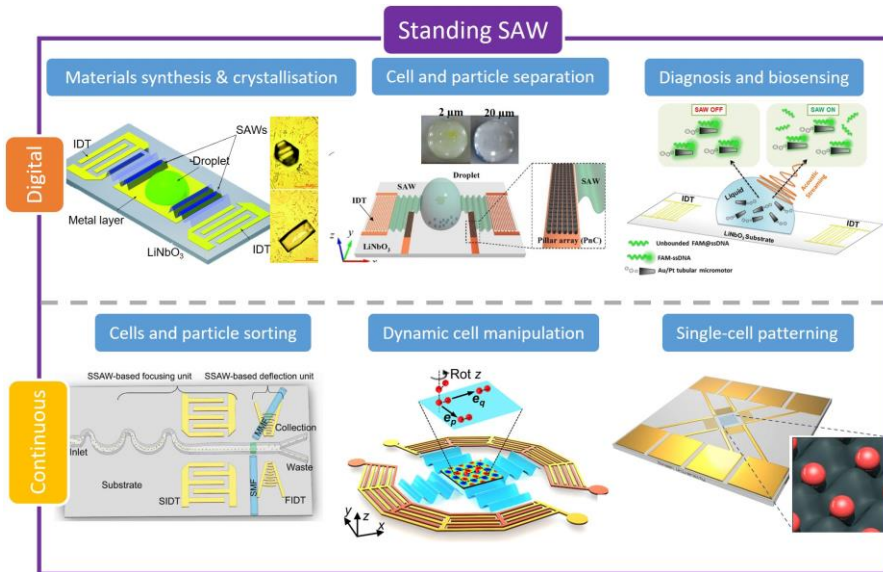 Standing SAW
Materials synthesis & crystallisation
Cell and particle separation
Diagnosis and biosensing
Digital
IDT
SAWs
Droplet
Metal layer
LiNbO3
IDT
2 μm
20 μm
Droplet
SAW
SAW
IDT
LiNbO3
Pillar array (PnC)
z
y
SAW OFF
SAW ON
Liquid
Acoustic
streaming
IDT
IDT
LiNbO3 Substrate
Unbounded FAM@ssDNA
FAM-ssDNA
Au/Pt tubular micromotor
Continuous
Cells and particle sorting
Dynamic cell manipulation
Single-cell patterning
SSAW-based focusing unit
SSAW-based deflection unit
MMF
Collection
Inlet
Waste
Substrate
SIDT
SMF
FIDT
Rot z
eq
ep
y
z
x